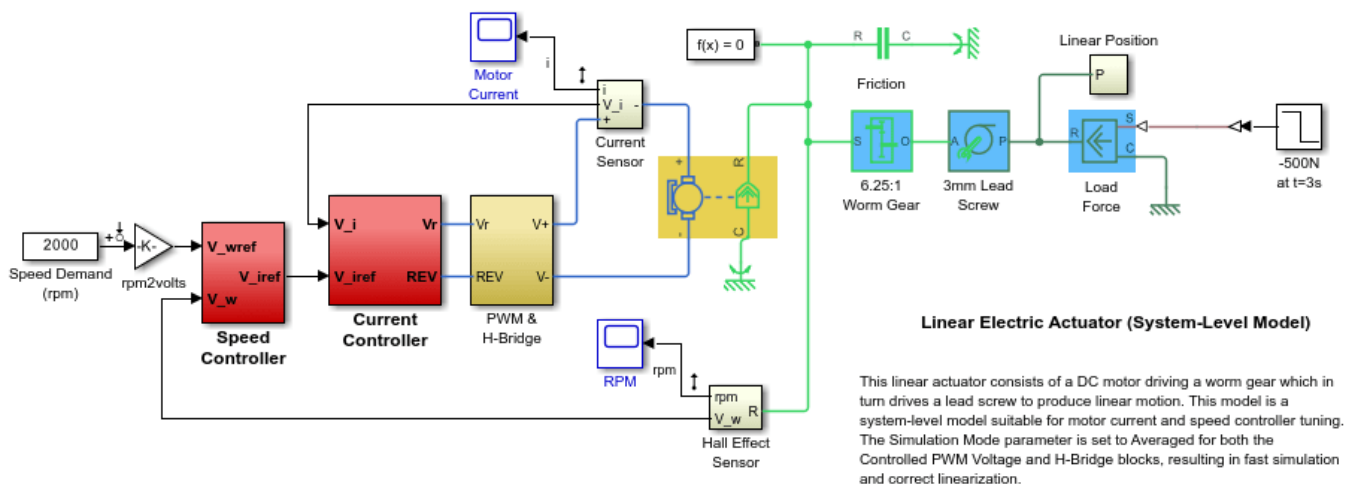 Motor
Current
i
i
V_i
-
+
Current
Sensor
f(x) = 0
R
C
Friction
Linear Position
P
S
O
6.25:1
Worm Gear
A
P
3mm Lead
Screw
R
S
C
Load
Force
-500N
at t=3s
+
-
R
C
2000
Speed Demand
(rpm)
+
-K-
rpm2volts
V_wref
V_iref
V_w
Speed
Controller
V_i
Vr
V_iref
REV
Current
Controller
Vr
V+
REV
V-
PWM &
H-Bridge
RPM
rpm
rpm
R
V_w
Hall Effect
Sensor
Linear Electric Actuator (System-Level Model)
This linear actuator consists of a DC motor driving a worm gear which in
turn drives a lead screw to produce linear motion. This model is a
system-level model suitable for motor current and speed controller tuning.
The Simulation Mode parameter is set to Averaged for both the
Controlled PWM Voltage and H-Bridge blocks, resulting in fast simulation
and correct linearization.